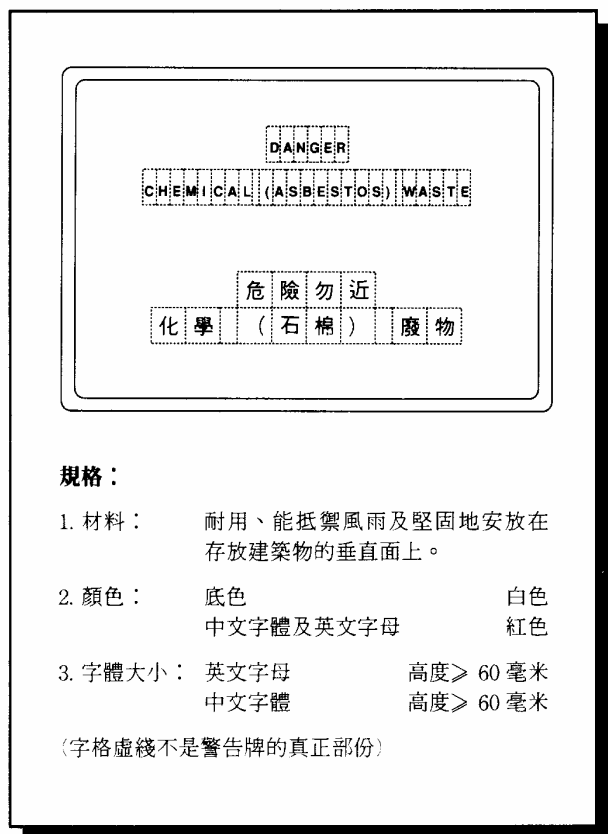 DANGER
CHEMICAL (ASBESTOS) WASTE
危險勿近
化學 (石棉) 廢物
規格：
1. 材料： 耐用、能抵禦風雨及堅固地安放在
存放建築物的垂直面上。
2. 顏色： 底色 白色
中文字體及英文字母 紅色
3. 字體大小： 英文字母 高度≥ 60 毫米
中文字體 高度≥ 60 毫米
(字格虛綫不是警告牌的真正部份)